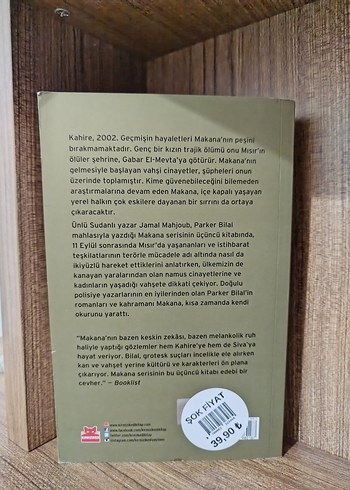 Kahire, 2002. Geçmişin hayaletleri Makana'nın peşini
bırakmamaktadır. Genç bir kızın trajik ölümü onu Mısır'ın
ölüler şehrine, Gabar El-Mevta'ya götürür. Makana'nın
gelmesiyle başlayan vahşi cinayetler, şüpheleri onun
üzerinde toplamıştır. Kime güvenebileceğini bilemeden
araştırmalarına devam eden Makana, içe kapalı yaşayan
yerel halkın çok eskilere dayanan bir sırrını da ortaya
çıkaracaktır.
Ünlü Sudanlı yazar Jamal Mahjoub, Parker Bilal
mahlasıyla yazdığı Makana serisinin üçüncü kitabında,
11 Eylül sonrasında Mısır'da yaşananları ve istihbarat
teşkilatlarının terörle mücadele adı altında nasıl da
ikiyüzlü hareket ettiklerini anlatırken, ülkemizin de
kanayan yaralarından olan namus cinayetlerine ve
kadınların yaşadığı vahşete dikkati çekiyor. Doğulu
polisiye yazarlarının en iyilerinden olan Parker Bilal'in
romanları ve kahramanı Makana, kısa zamanda kendi
okurunu yarattı.
"Makana'nın bazen keskin zekâsı, bazen melankolik ruh
haliyle yaptığı gözlemler hem Kahire'ye hem de Siva'ya
hayat veriyor. Bilal, grotesk suçları incelikle ele alırken
kan ve vahşet yerine kültürü ve karakterleri ön plana
çıkarıyor. Makana serisinin bu üçüncü kitabı edebi bir
cevher." – Booklist
ŞOK FİYAT
39,90 ₺